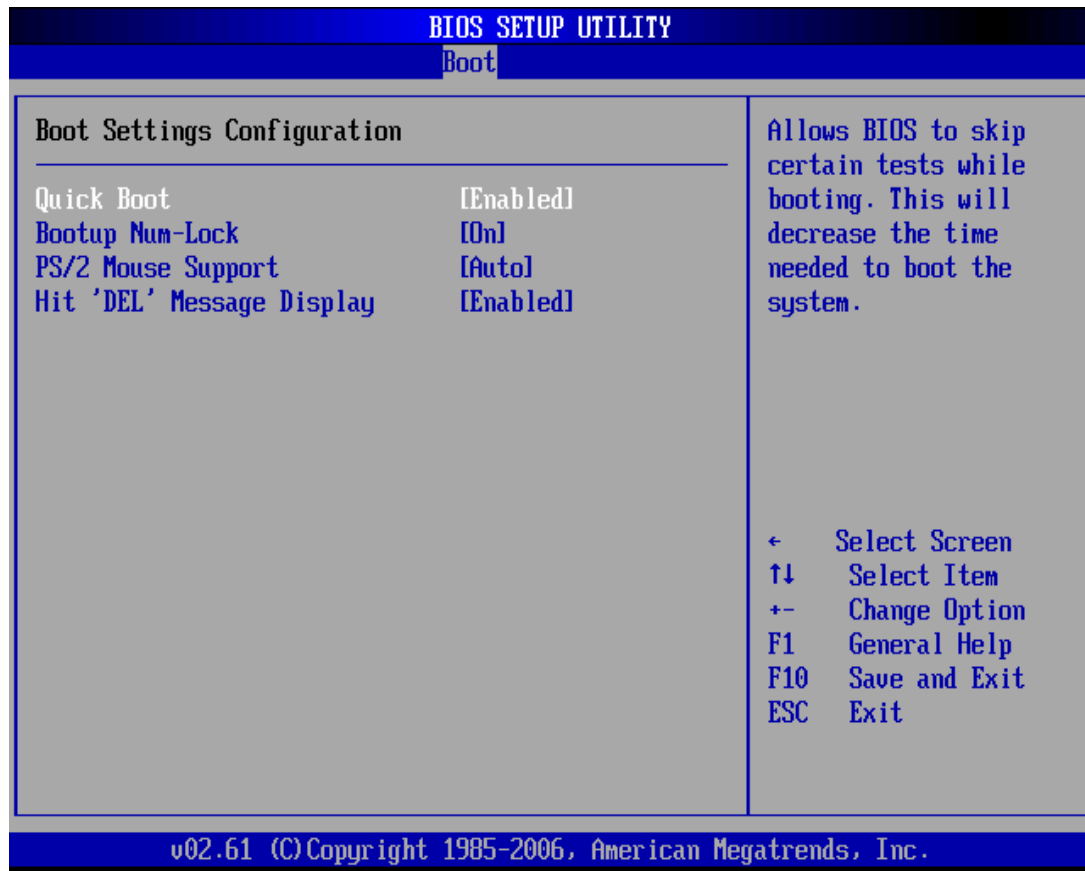 BIOS SETUP UTILITY
Boot
Boot Settings Configuration
Quick Boot [Enabled]
Bootup Num-Lock [On]
PS/2 Mouse Support [Auto]
Hit 'DEL' Message Display [Enabled]
Allows BIOS to skip
certain tests while
booting. This will
decrease the time
needed to boot the
system.
← Select Screen
↑↓ Select Item
+- Change Option
F1 General Help
F10 Save and Exit
ESC Exit
v02.61 (C)Copyright 1985-2006, American Megatrends, Inc.